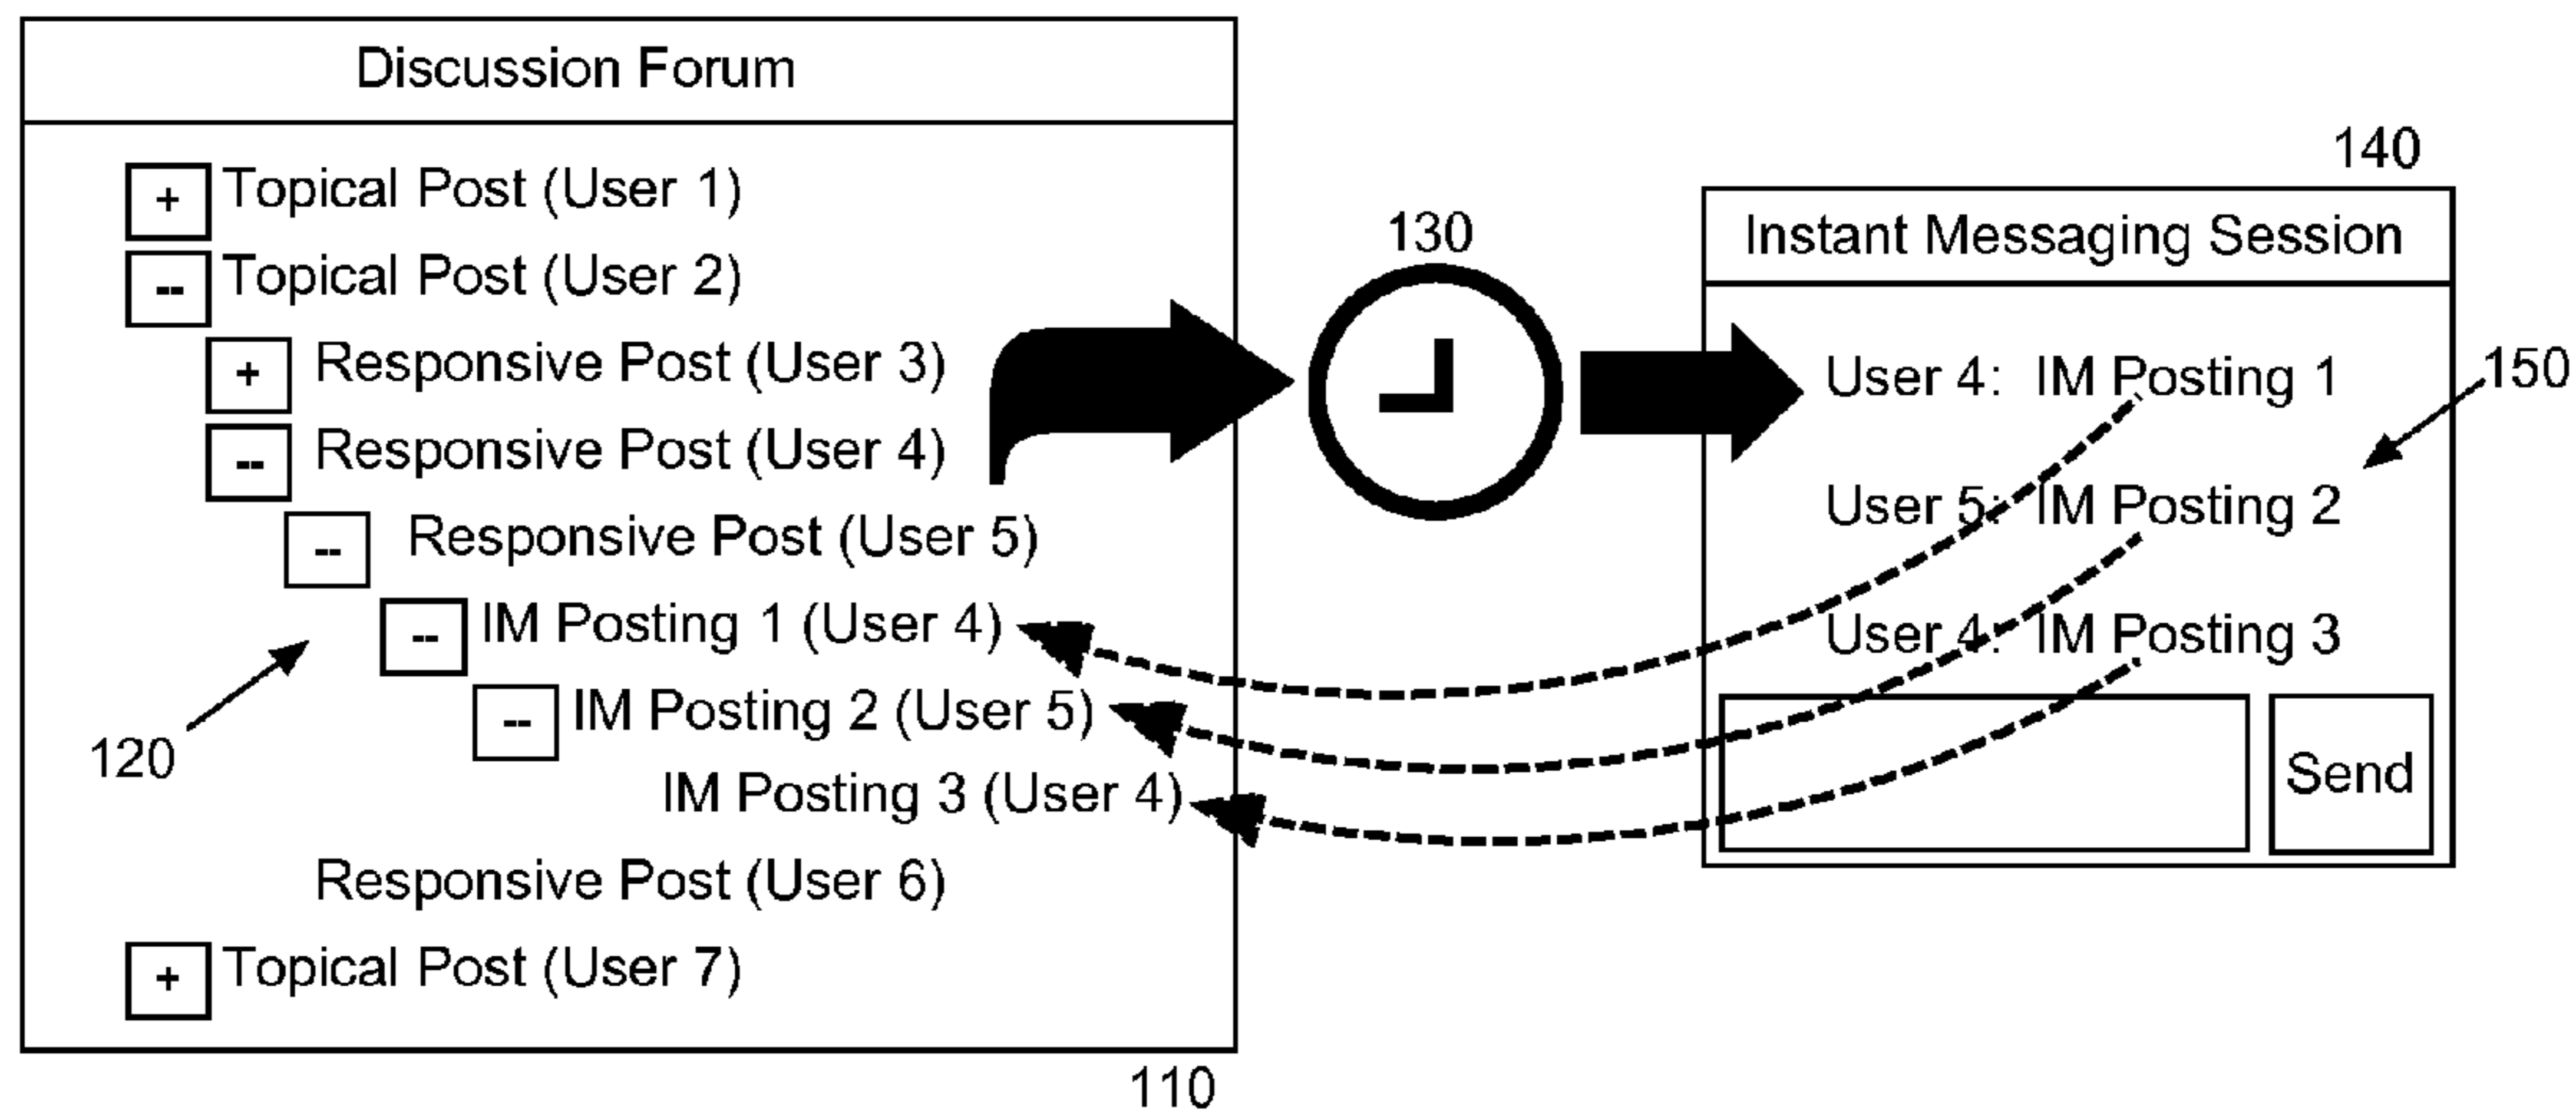 Discussion Forum
+ Topical Post (User 1)
-- Topical Post (User 2)
+ Responsive Post (User 3)
-- Responsive Post (User 4)
-- Responsive Post (User 5)
-- IM Posting 1 (User 4)
-- IM Posting 2 (User 5)
IM Posting 3 (User 4)
Responsive Post (User 6)
+ Topical Post (User 7)
120
110
130
140
Instant Messaging Session
User 4: IM Posting 1
User 5: IM Posting 2
User 4: IM Posting 3
Send
150